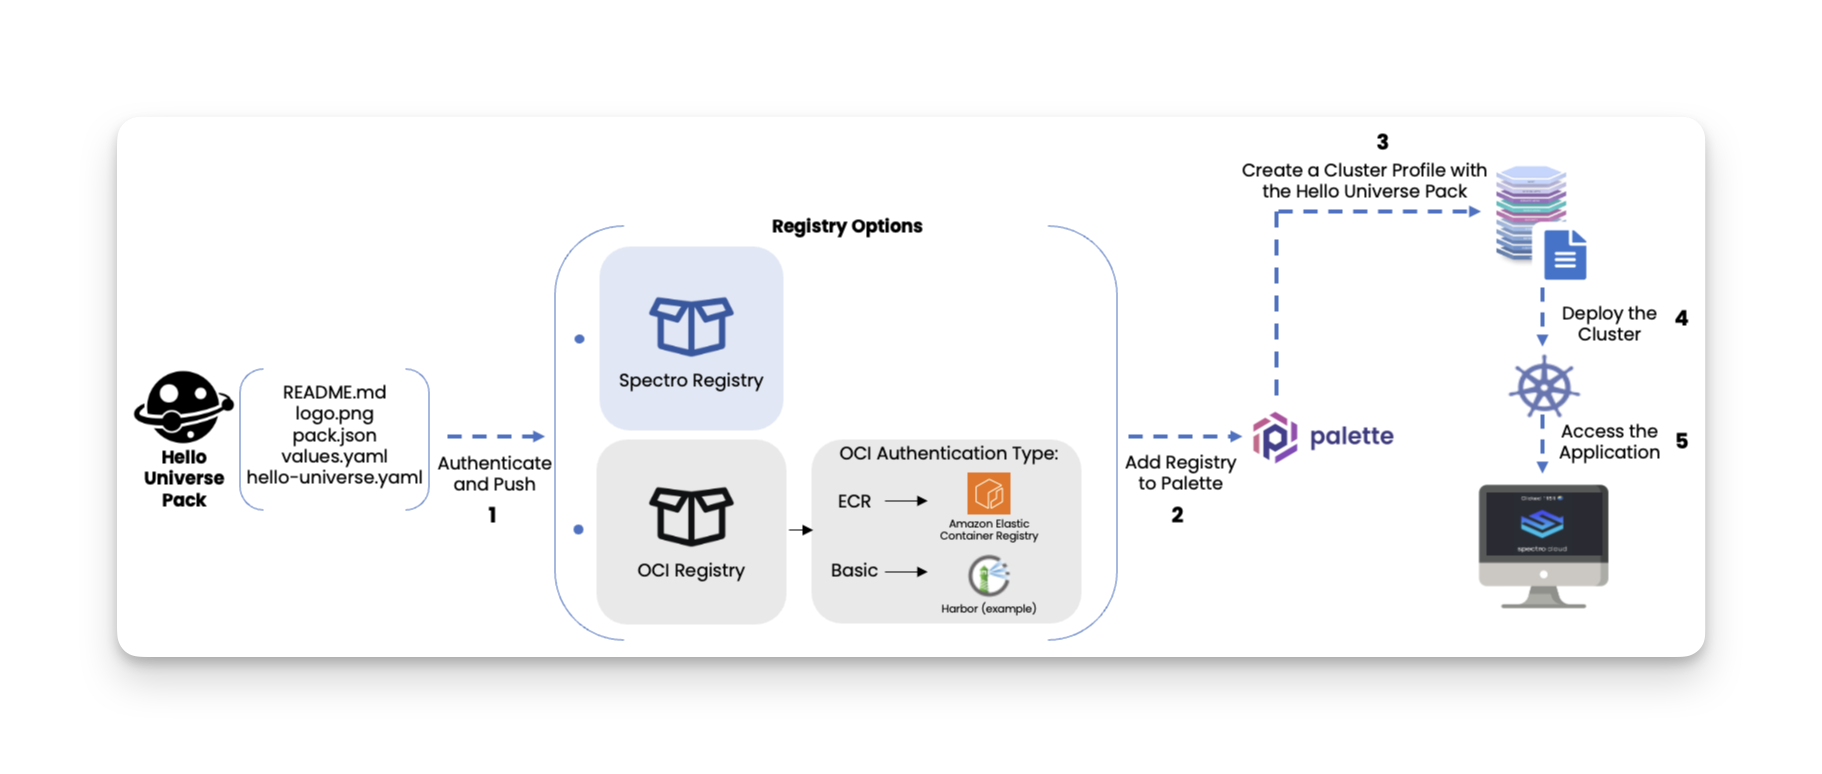 Hello
Universe
Pack
README.md
logo.png
pack.json
values.yaml
hello-universe.yaml
Authenticate
and Push
1
Registry Options
Spectro Registry
OCI Registry
OCI Authentication Type:
ECR
Amazon Elastic
Container Registry
Basic
Harbor (example)
Add Registry
to Palette
2
palette
3
Create a Cluster Profile with
the Hello Universe Pack
Deploy the
Cluster
4
Access the
Application
5
spectro cloud